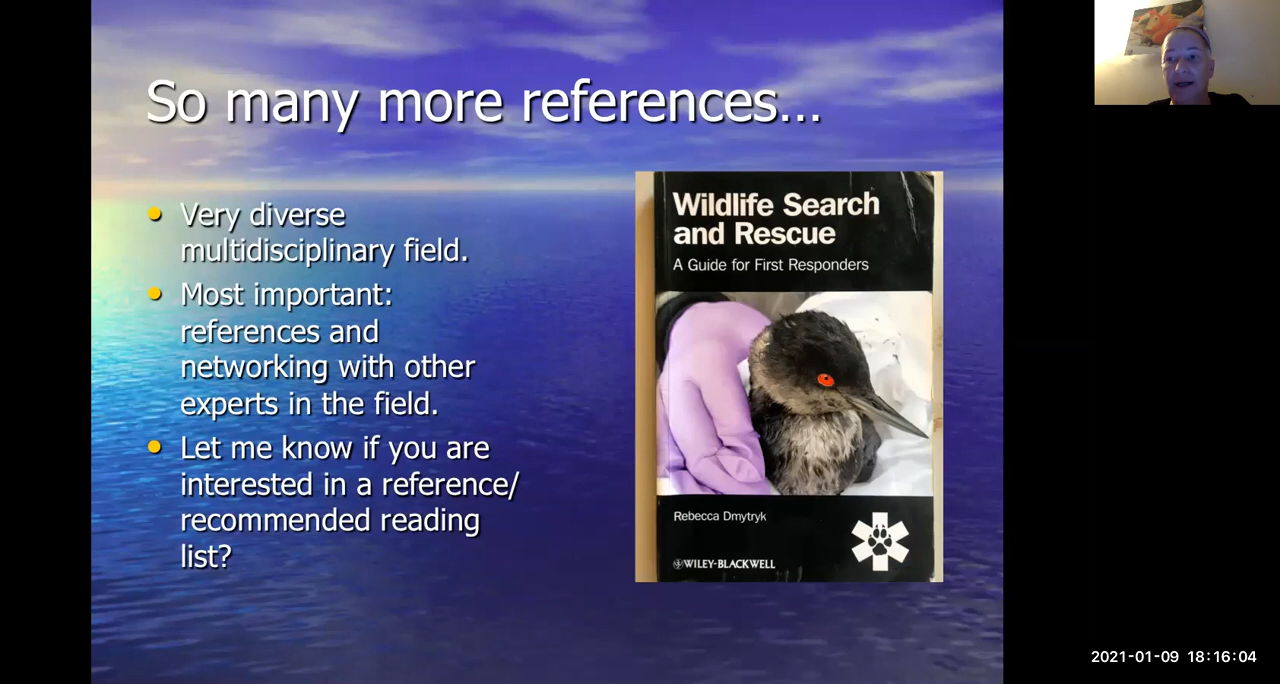 So many more references...
Very diverse
multidisciplinary field.
Most important:
references and
networking with other
experts in the field.
Let me know if you are
interested in a reference/
recommended reading
list?
Wildlife Search
and Rescue
A Guide for First Responders
Rebecca Dmytryk
WILEY-BLACKWELL
2021-01-09 18:16:04